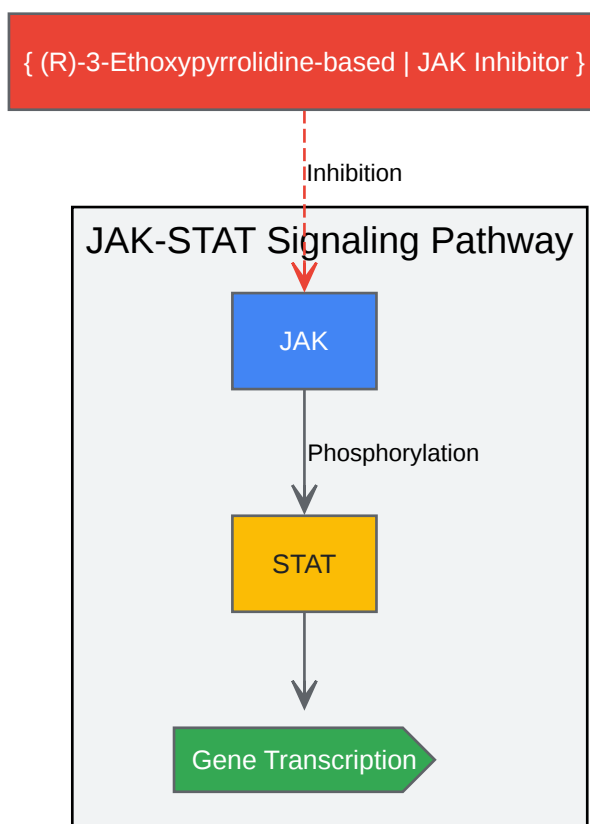 { (R)-3-Ethoxypyrrolidine-based | JAK Inhibitor }
Inhibition
JAK-STAT Signaling Pathway
JAK
Phosphorylation
STAT
Gene Transcription